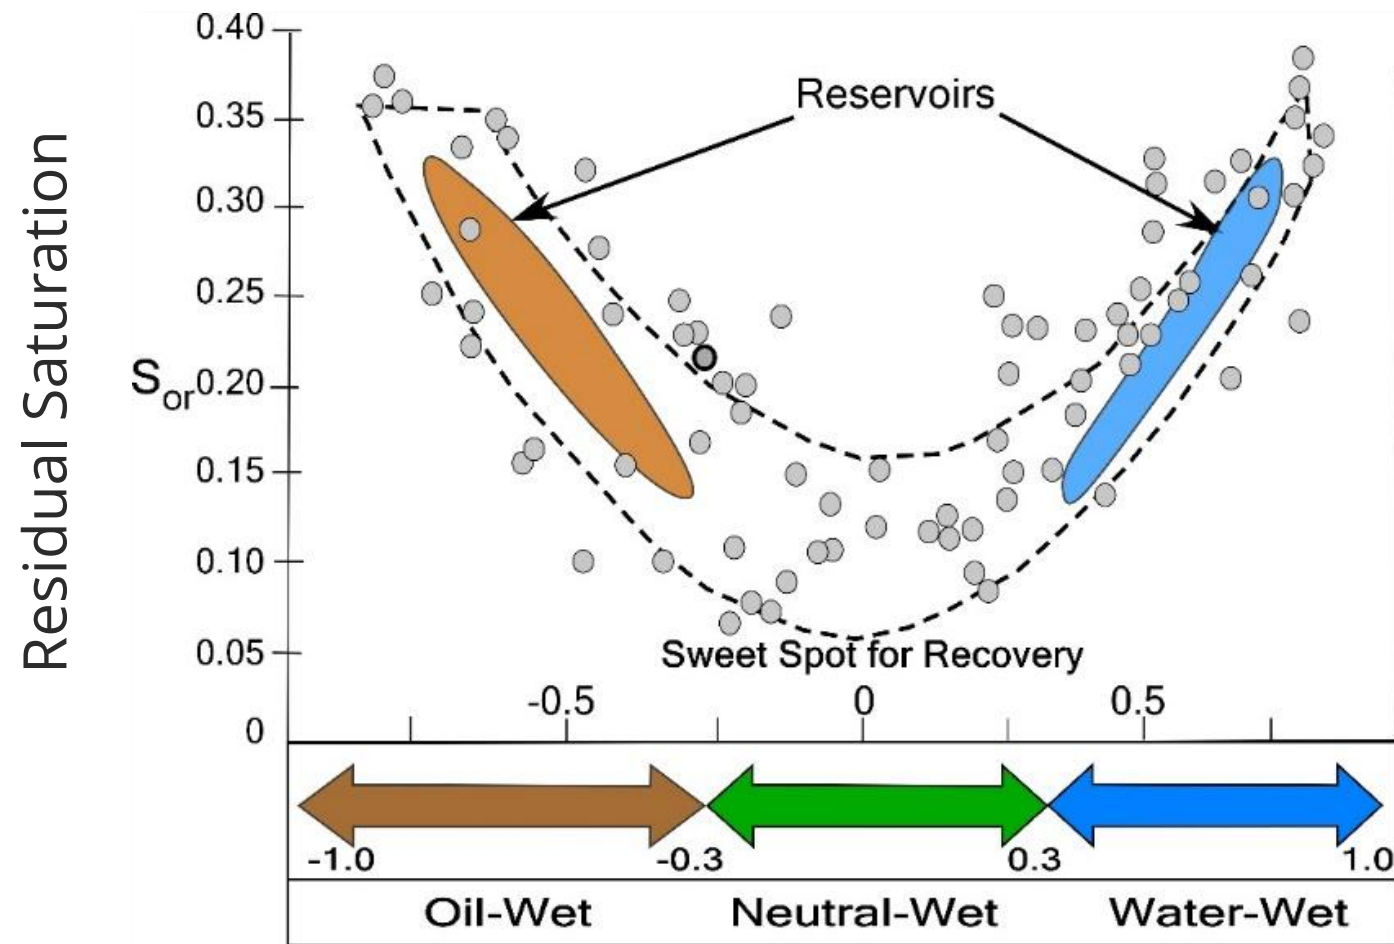 Residual Saturation
0.40
0.35
0.30
0.25
Sor 0.20
0.15
0.10
0.05
0
Reservoirs
Sweet Spot for Recovery
-0.5 0 0.5
-1.0 -0.3 0.3 1.0
Oil-Wet Neutral-Wet Water-Wet